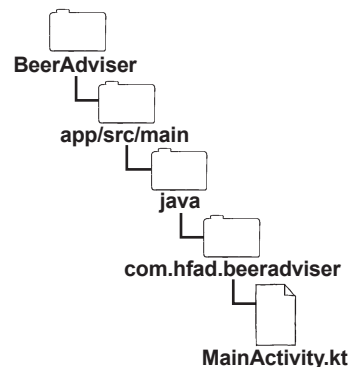 BeerAdviser
app/src/main
java
com.hfad.beeradviser
MainActivity.kt